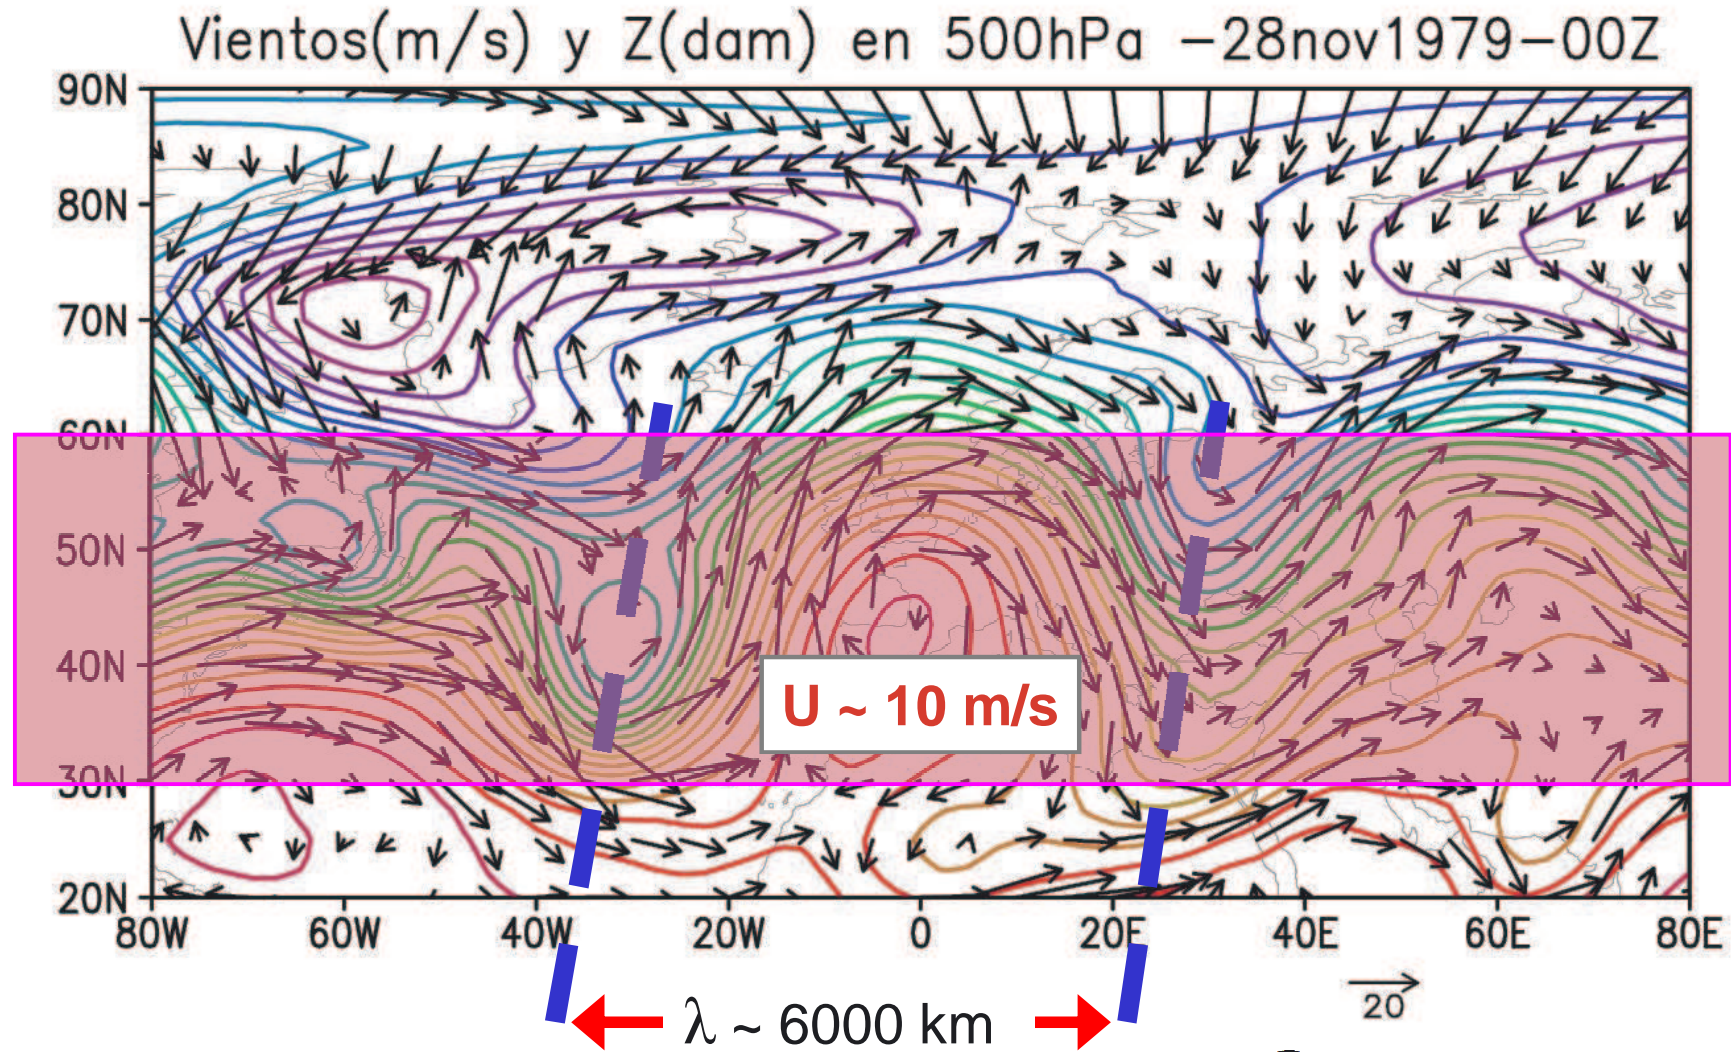 Vientos(m/s) y Z(dam) en 500hPa -28nov1979-00Z
90N
80N
70N
60N
50N
40N
30N
20N
U ~ 10 m/s
80W 60W 40W 20W 0 20E 40E 60E 80E
20
λ ~ 6000 km